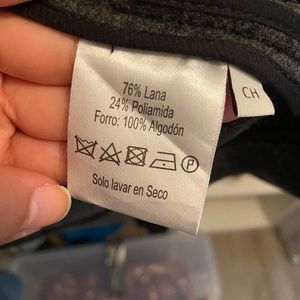 76% Lana
24% Poliamida
Forro: 100% Algodón
P
Solo lavar en Seco
CH